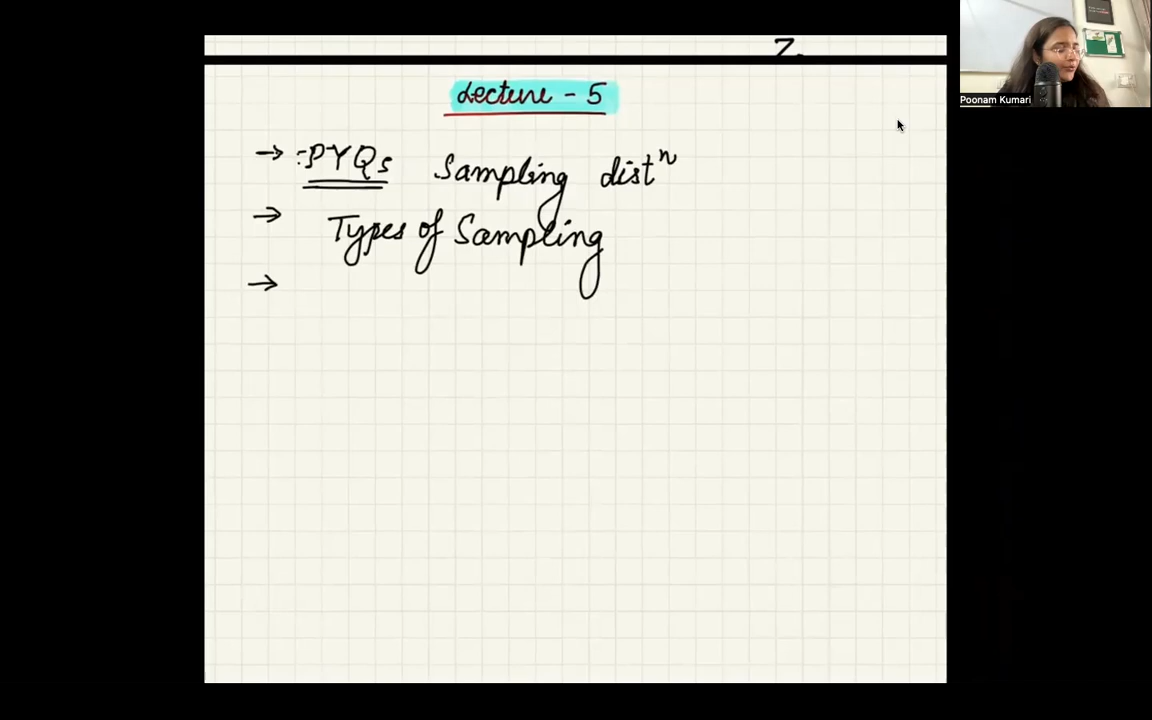 Lecture - 5
→ :PYQs Sampling distⁿ
→ Types of Sampling
→
Poonam Kumari